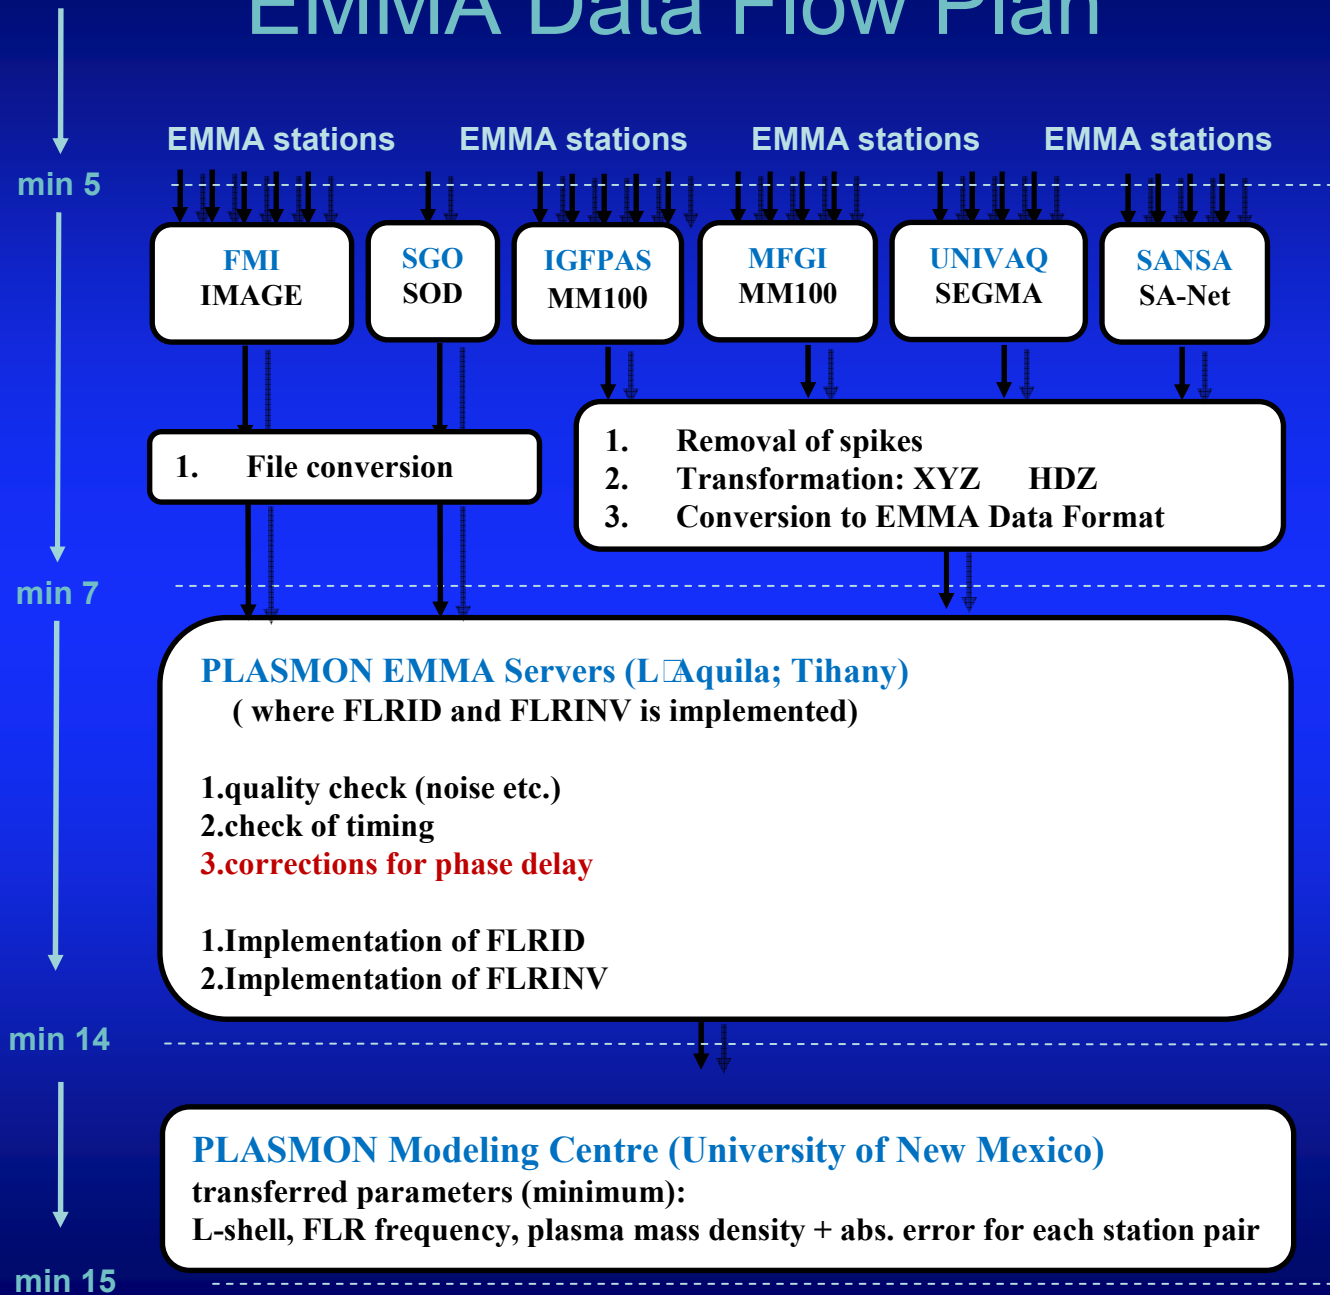 EMMA Data Flow Plan
EMMA stations EMMA stations EMMA stations EMMA stations
min 5
FMI
IMAGE
SGO
SOD
IGFPAS
MM100
MFGI
MM100
UNIVAQ
SEGMA
SANSA
SA-Net
1. File conversion
1. Removal of spikes
2. Transformation: XYZ HDZ
3. Conversion to EMMA Data Format
min 7
PLASMON EMMA Servers (L□Aquila; Tihany)
( where FLRID and FLRINV is implemented)
1.quality check (noise etc.)
2.check of timing
3.corrections for phase delay
1.Implementation of FLRID
2.Implementation of FLRINV
min 14
PLASMON Modeling Centre (University of New Mexico)
transferred parameters (minimum):
L-shell, FLR frequency, plasma mass density + abs. error for each station pair
min 15